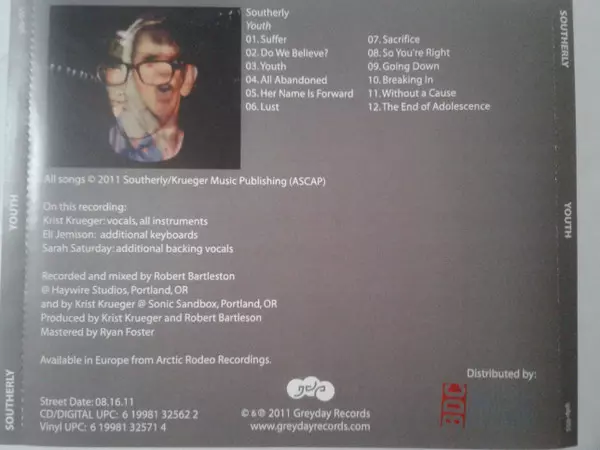 Southerly
Youth
01. Suffer
02. Do We Believe?
03. Youth
04. All Abandoned
05. Her Name Is Forward
06. Lust
07. Sacrifice
08. So You're Right
09. Going Down
10. Breaking In
11. Without a Cause
12. The End of Adolescence
All songs © 2011 Southerly/Krueger Music Publishing (ASCAP)
On this recording:
Krist Krueger: vocals, all instruments
Eli Jemison: additional keyboards
Sarah Saturday: additional backing vocals
Recorded and mixed by Robert Bartleston
@ Haywire Studios, Portland, OR
and by Krist Krueger @ Sonic Sandbox, Portland, OR
Produced by Krist Krueger and Robert Bartleson
Mastered by Ryan Foster
Available in Europe from Arctic Rodeo Recordings.
Street Date: 08.16.11
CD/DIGITAL UPC: 6 19981 32562 2
Vinyl UPC: 6 19981 32571 4
gdp
© & ℗ 2011 Greyday Records
www.greydayrecords.com
Distributed by:
BDC
SOUTHERLY
YOUTH
SOUTHERLY
YOUTH